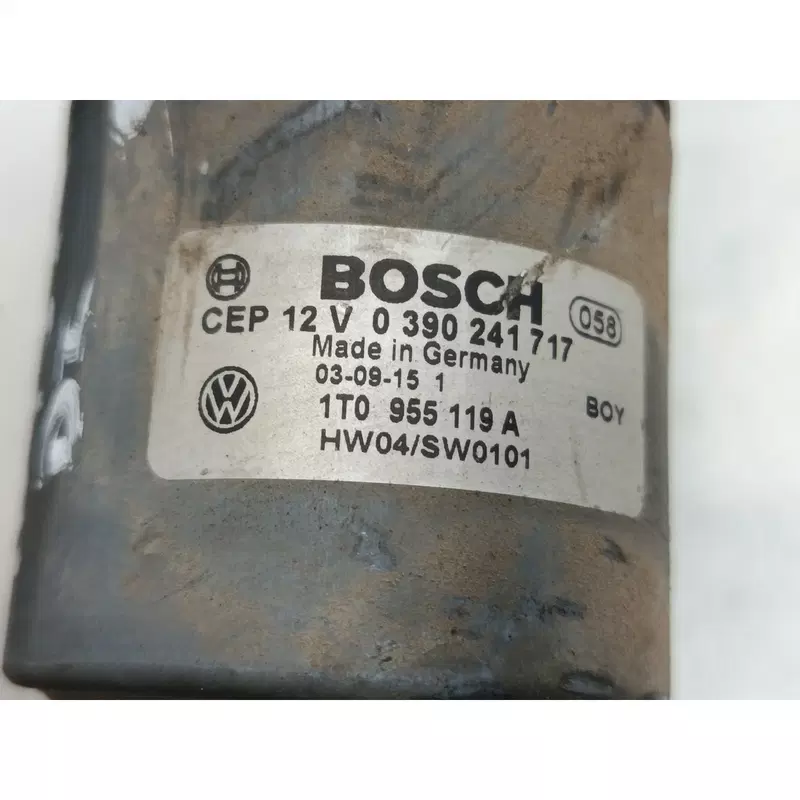 BOSCH
058
CEP 12 V 0 390 241 717
Made in Germany
03-09-15 1
1T0 955 119 A
BOY
HW04/SW0101